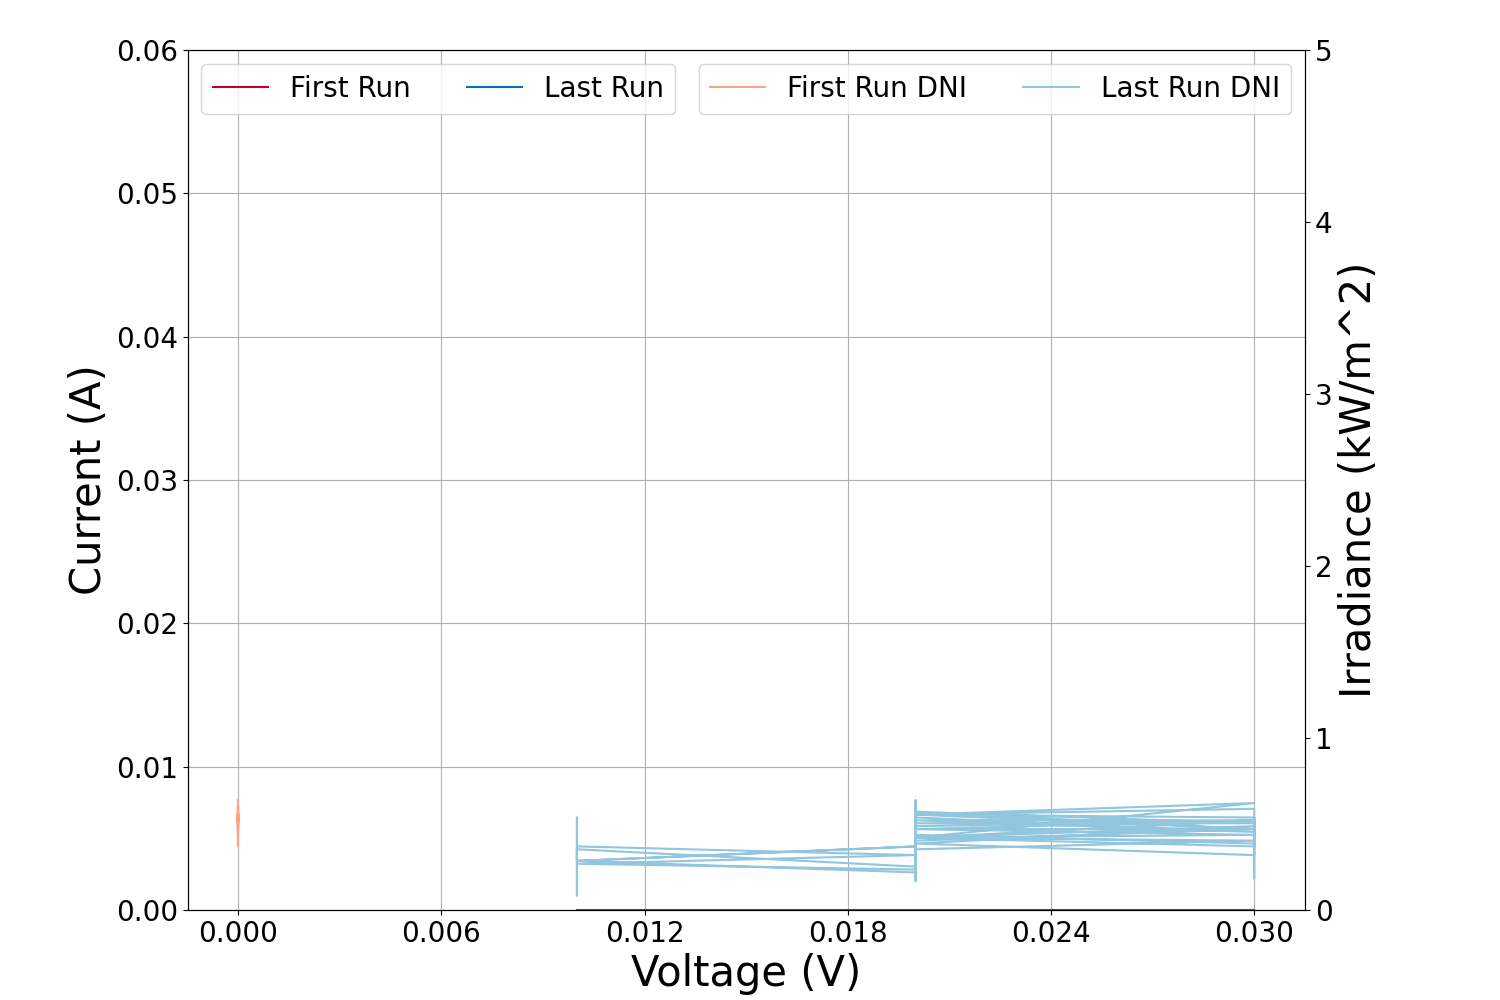 First Run
Last Run
First Run DNI
Last Run DNI
Current (A)
0.06
0.05
0.04
0.03
0.02
0.01
0.00
5
4
3
2
1
0
Irradiance (kW/m^2)
0.000
0.006
0.012
0.018
0.024
0.030
Voltage (V)